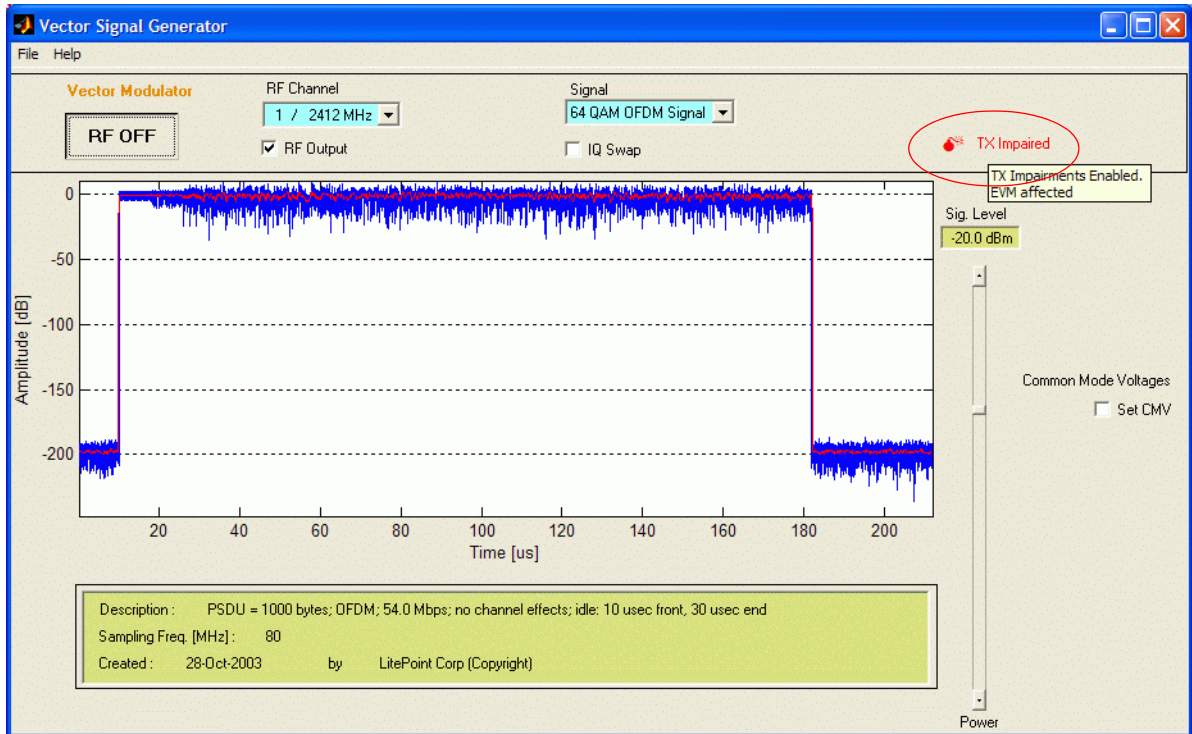 Vector Signal Generator
File Help
Vector Modulator
RF OFF
RF Channel
1 / 2412 MHz
RF Output
Signal
64 QAM OFDM Signal
IQ Swap
TX Impaired
TX Impairments Enabled.
EVM affected
Sig. Level
-20.0 dBm
Amplitude [dB]
0
-50
-100
-150
-200
20 40 60 80 100 120 140 160 180 200
Time [us]
Common Mode Voltages
Set CMV
Power
Description : PSDU = 1000 bytes; OFDM; 54.0 Mbps; no channel effects; idle: 10 usec front, 30 usec end
Sampling Freq. [MHz] : 80
Created : 28-Oct-2003 by LitePoint Corp (Copyright)